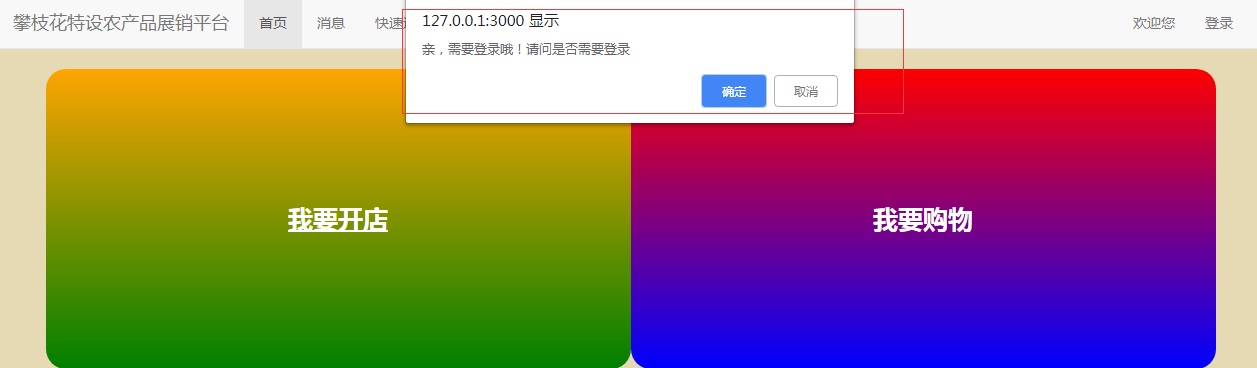 攀枝花特设农产品展销平台 首页 消息 快速 欢迎您 登录
127.0.0.1:3000 显示
亲，需要登录哦！请问是否需要登录
确定 取消
我要开店 我要购物